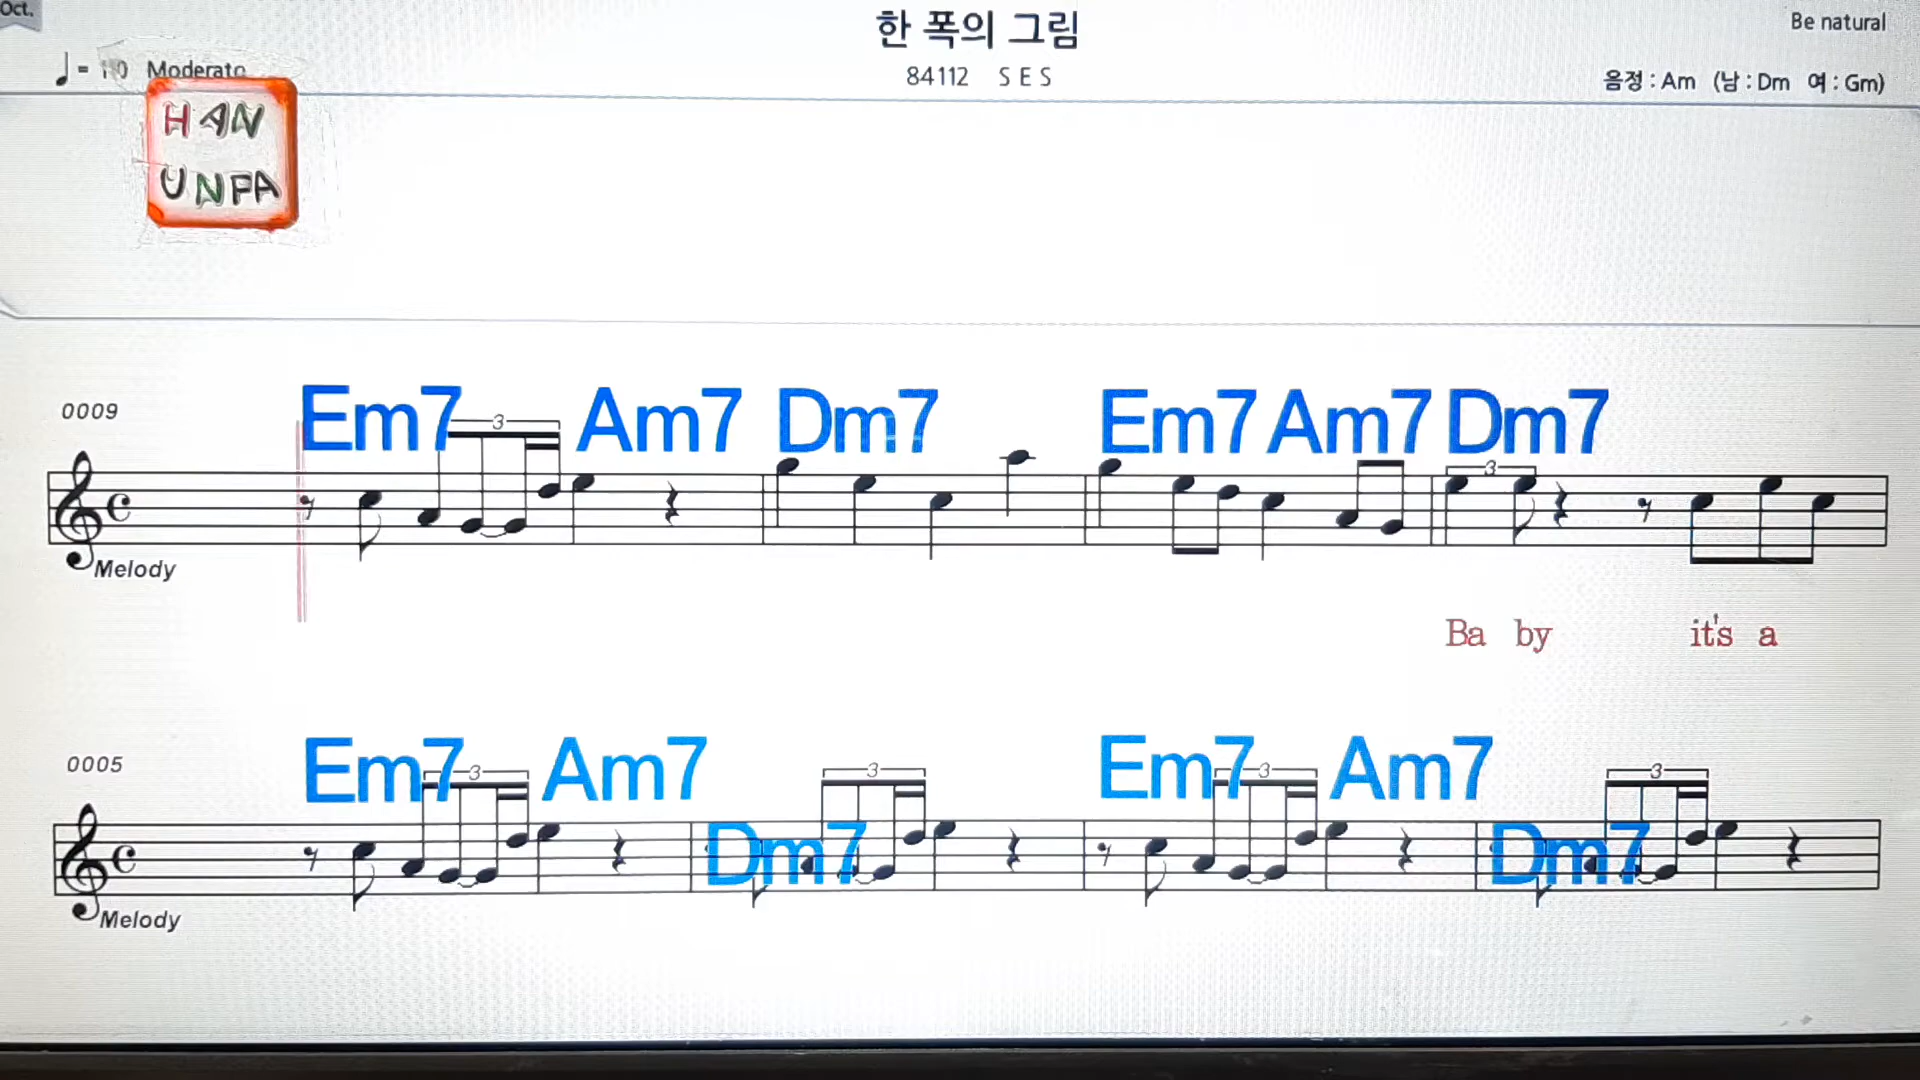 Oct.
한 폭의 그림
Be natural
Moderato
84112 S E S
음정 : Am (남 : Dm 여 : Gm)
HAN
UNPA
0009
Em7 Am7 Dm7 Em7 Am7 Dm7
3 3
Melody
Ba by it's a
0005
Em7 Am7 Em7 Am7
3 3 3 3
Dm7 Dm7
Melody